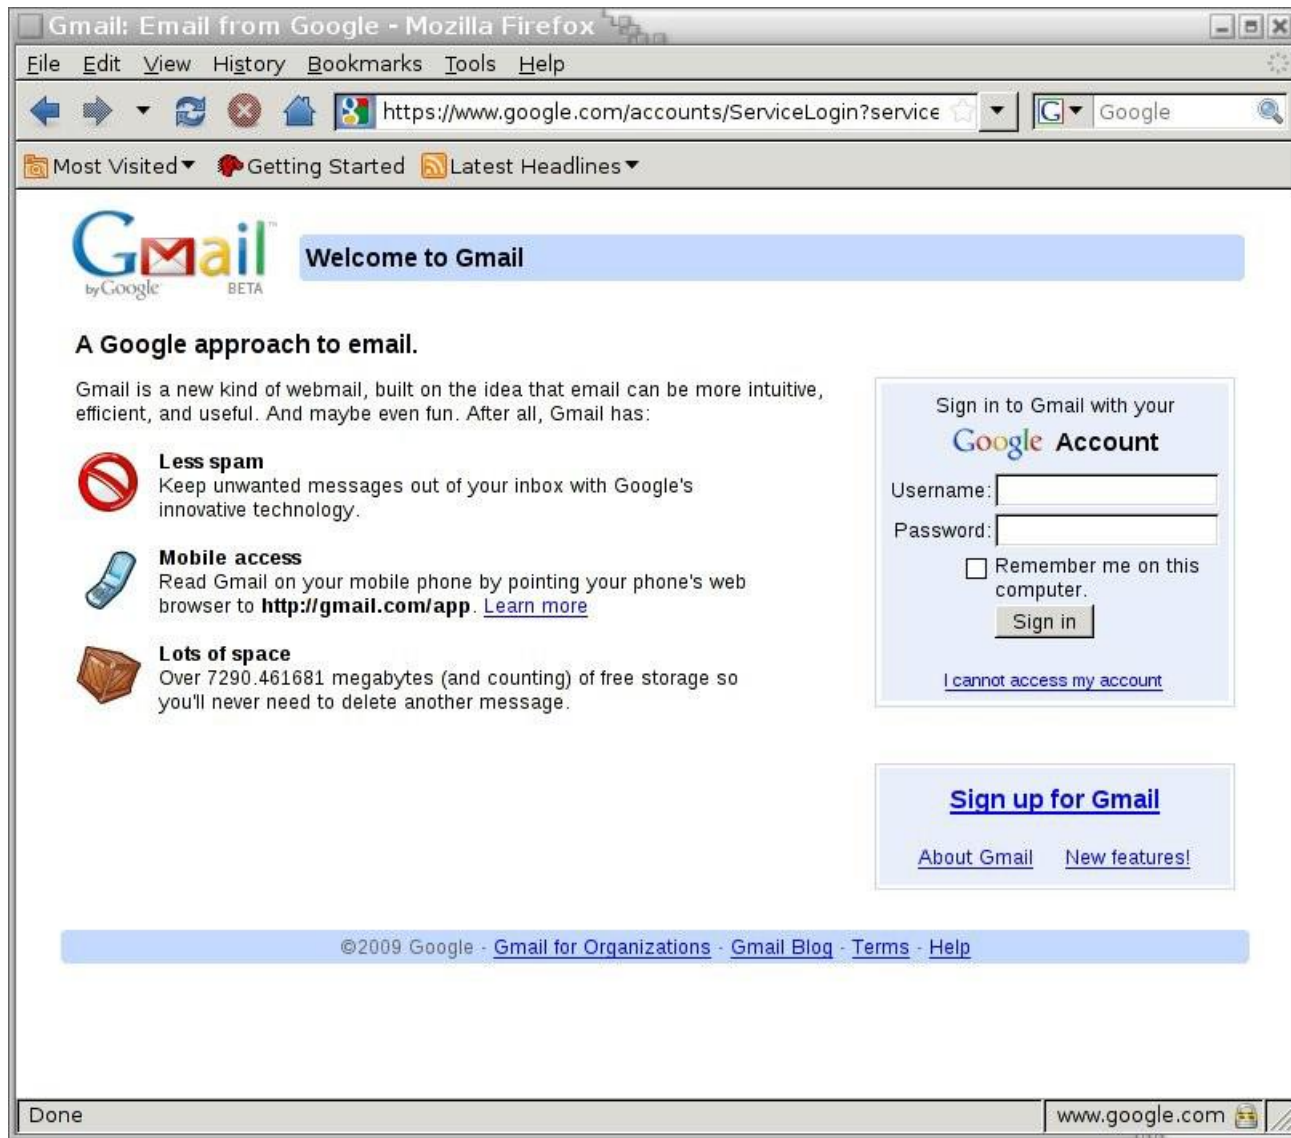 Gmail: Email from Google - Mozilla Firefox
File Edit View History Bookmarks Tools Help
https://www.google.com/accounts/ServiceLogin?service
G Google
Most Visited Getting Started Latest Headlines
Gmail™
by Google BETA
Welcome to Gmail
A Google approach to email.
Gmail is a new kind of webmail, built on the idea that email can be more intuitive,
efficient, and useful. And maybe even fun. After all, Gmail has:
Less spam
Keep unwanted messages out of your inbox with Google's
innovative technology.
Mobile access
Read Gmail on your mobile phone by pointing your phone's web
browser to http://gmail.com/app. Learn more
Lots of space
Over 7290.461681 megabytes (and counting) of free storage so
you'll never need to delete another message.
Sign in to Gmail with your
Google Account
Username:
Password:
Remember me on this
computer.
Sign in
I cannot access my account
Sign up for Gmail
About Gmail New features!
©2009 Google - Gmail for Organizations - Gmail Blog - Terms - Help
Done www.google.com